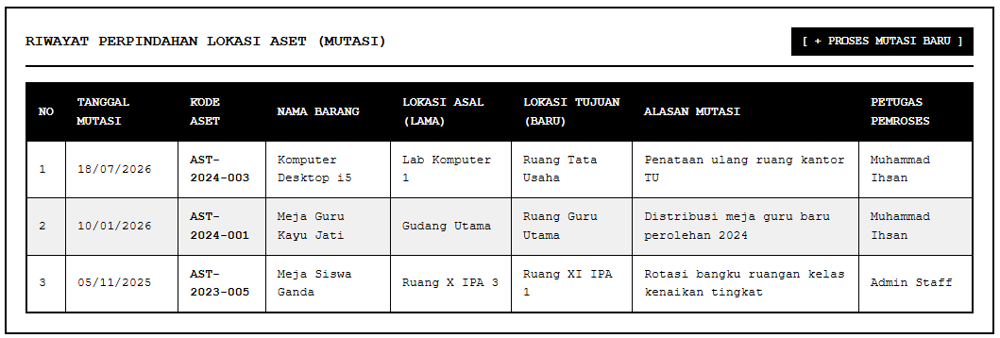 RIWAYAT PERPINDAHAN LOKASI ASET (MUTASI)
[ + PROSES MUTASI BARU ]
NO
TANGGAL
MUTASI
KODE
ASET
NAMA BARANG
LOKASI ASAL
(LAMA)
LOKASI TUJUAN
(BARU)
ALASAN MUTASI
PETUGAS
PEMROSES
1
18/07/2026
AST-
2024-003
Komputer
Desktop i5
Lab Komputer
1
Ruang Tata
Usaha
Penataan ulang ruang kantor
TU
Muhammad
Ihsan
2
10/01/2026
AST-
2024-001
Meja Guru
Kayu Jati
Gudang Utama
Ruang Guru
Utama
Distribusi meja guru baru
perolehan 2024
Muhammad
Ihsan
3
05/11/2025
AST-
2023-005
Meja Siswa
Ganda
Ruang X IPA 3
Ruang XI IPA
1
Rotasi bangku ruangan kelas
kenaikan tingkat
Admin Staff